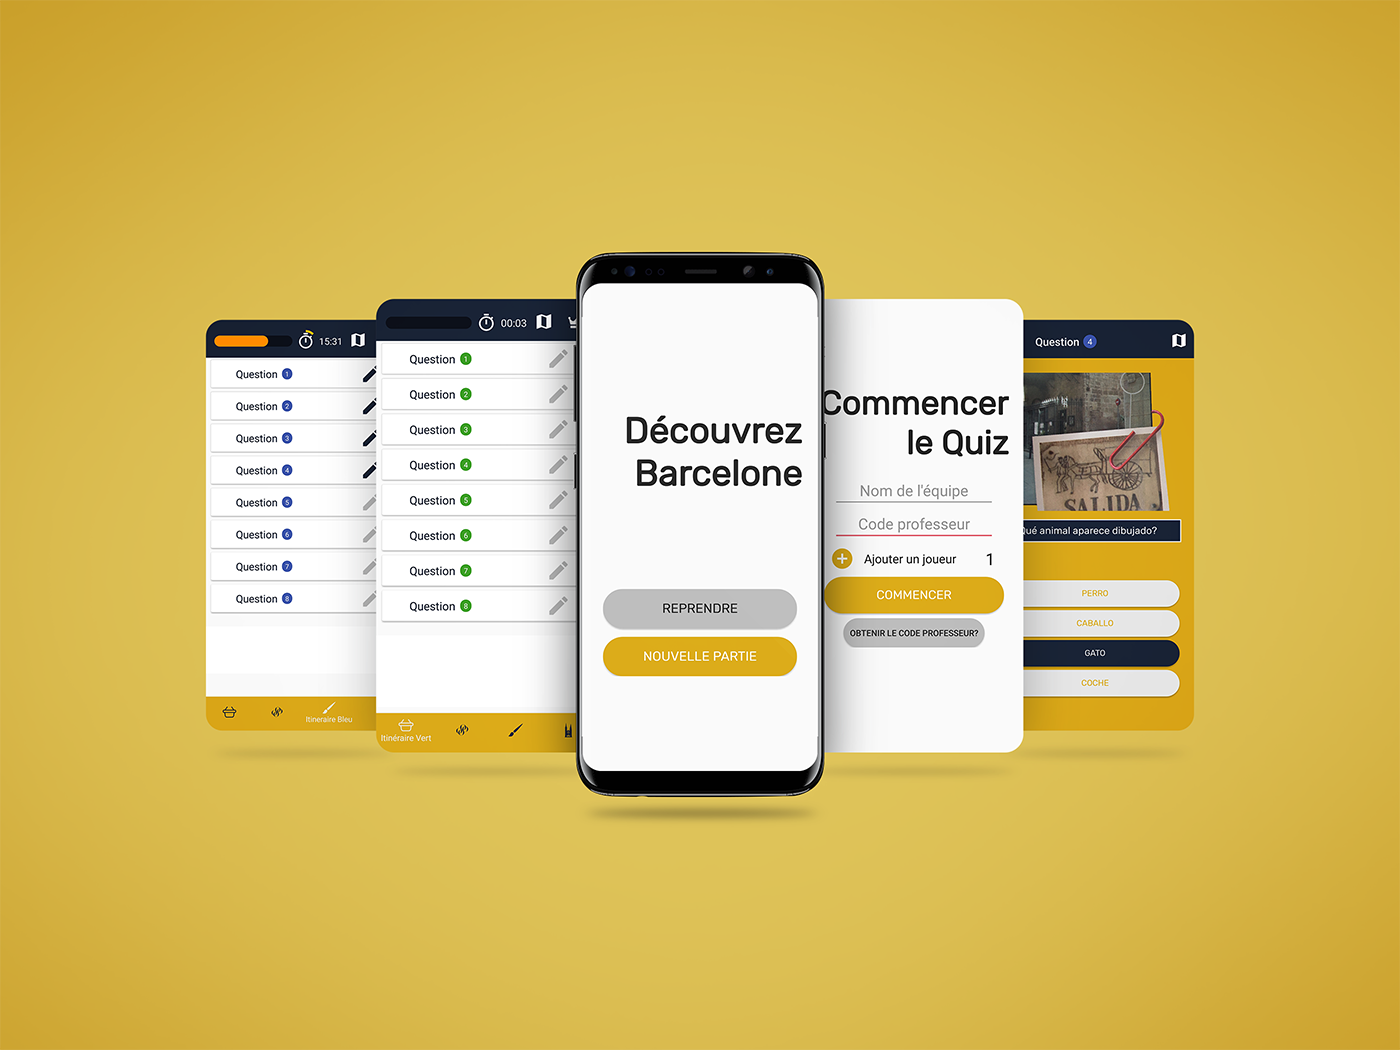 15:31
Question 1
Question 2
Question 3
Question 4
Question 5
Question 6
Question 7
Question 8
Itineraire Bleu
00:03
Question 1
Question 2
Question 3
Question 4
Question 5
Question 6
Question 7
Question 8
Itinéraire Vert
Découvrez
Barcelone
REPRENDRE
NOUVELLE PARTIE
Commencer
le Quiz
Nom de l'équipe
Code professeur
+ Ajouter un joueur 1
COMMENCER
OBTENIR LE CODE PROFESSEUR?
Question 4
SALIDA
ué animal aparece dibujado?
PERRO
CABALLO
GATO
COCHE